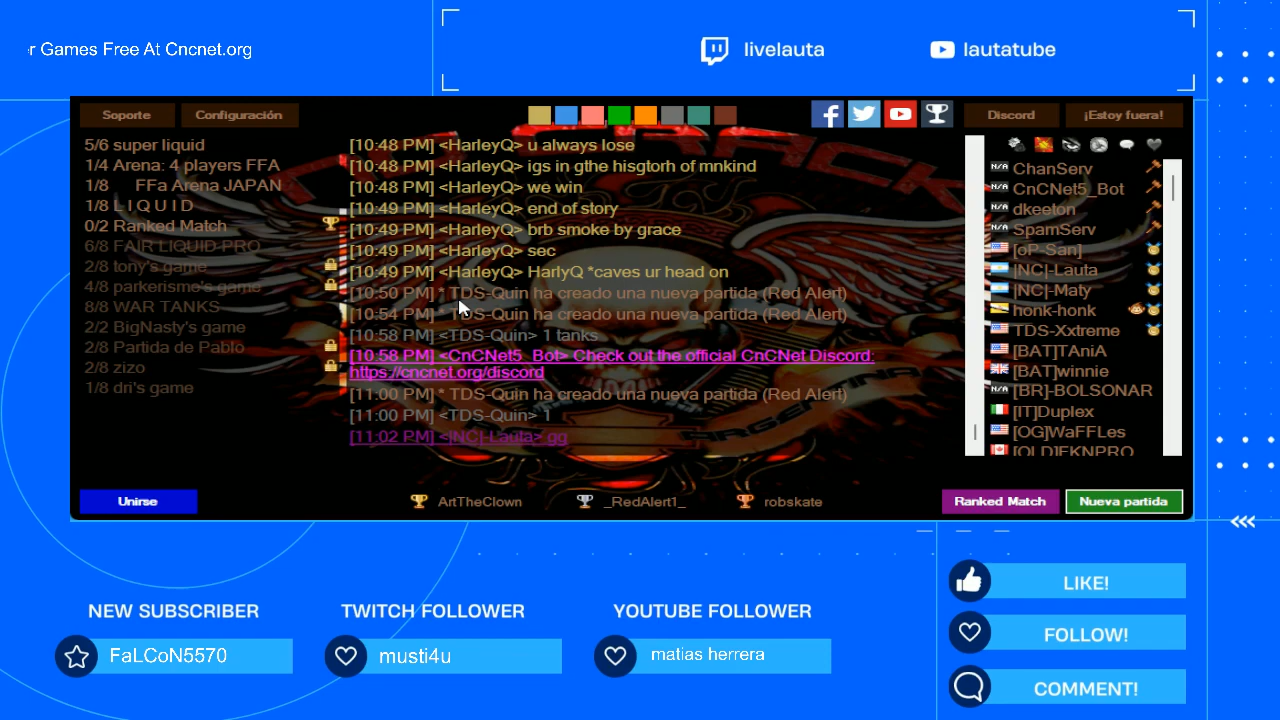 r Games Free At Cncnet.org
livelauta
lautatube
Soporte
Configuración
Discord
¡Estoy fuera!
5/6 super liquid
1/4 Arena: 4 players FFA
1/8 FFa Arena JAPAN
1/8 L I Q U I D
0/2 Ranked Match
6/8 FAIR LIQUID PRO
2/8 tony's game
4/8 parkerisme's game
8/8 WAR TANKS
2/2 BigNasty's game
2/8 Partida de Pablo
2/8 zizo
1/8 dri's game
[10:48 PM] <HarleyQ> u always lose
[10:48 PM] <HarleyQ> igs in gthe hisgtorh of mnkind
[10:48 PM] <HarleyQ> we win
[10:49 PM] <HarleyQ> end of story
[10:49 PM] <HarleyQ> brb smoke by grace
[10:49 PM] <HarleyQ> sec
[10:49 PM] <HarleyQ> HarlyQ *caves ur head on
[10:50 PM] * TDS-Quin ha creado una nueva partida (Red Alert)
[10:54 PM] * TDS-Quin ha creado una nueva partida (Red Alert)
[10:58 PM] <TDS-Quin> 1 tanks
[10:58 PM] <CnCNet5_Bot> Check out the official CnCNet Discord:
https://cncnet.org/discord
[11:00 PM] * TDS-Quin ha creado una nueva partida (Red Alert)
[11:00 PM] <TDS-Quin> 1
[11:02 PM] <|NC|-Lauta> gg
N/A ChanServ
N/A CnCNet5_Bot
N/A dkeeton
N/A SpamServ
[oP-San]
|NC|-Lauta
|NC|-Maty
honk-honk
TDS-Xxtreme
[BAT]TAniA
[BAT]winnie
N/A [BR]-BOLSONAR
[IT]Duplex
[OG]WaFFLes
[OLD]EKNPRO
Unirse
ArtTheClown
_RedAlert1_
robskate
Ranked Match
Nueva partida
NEW SUBSCRIBER
FaLCoN5570
TWITCH FOLLOWER
musti4u
YOUTUBE FOLLOWER
matias herrera
LIKE!
FOLLOW!
COMMENT!